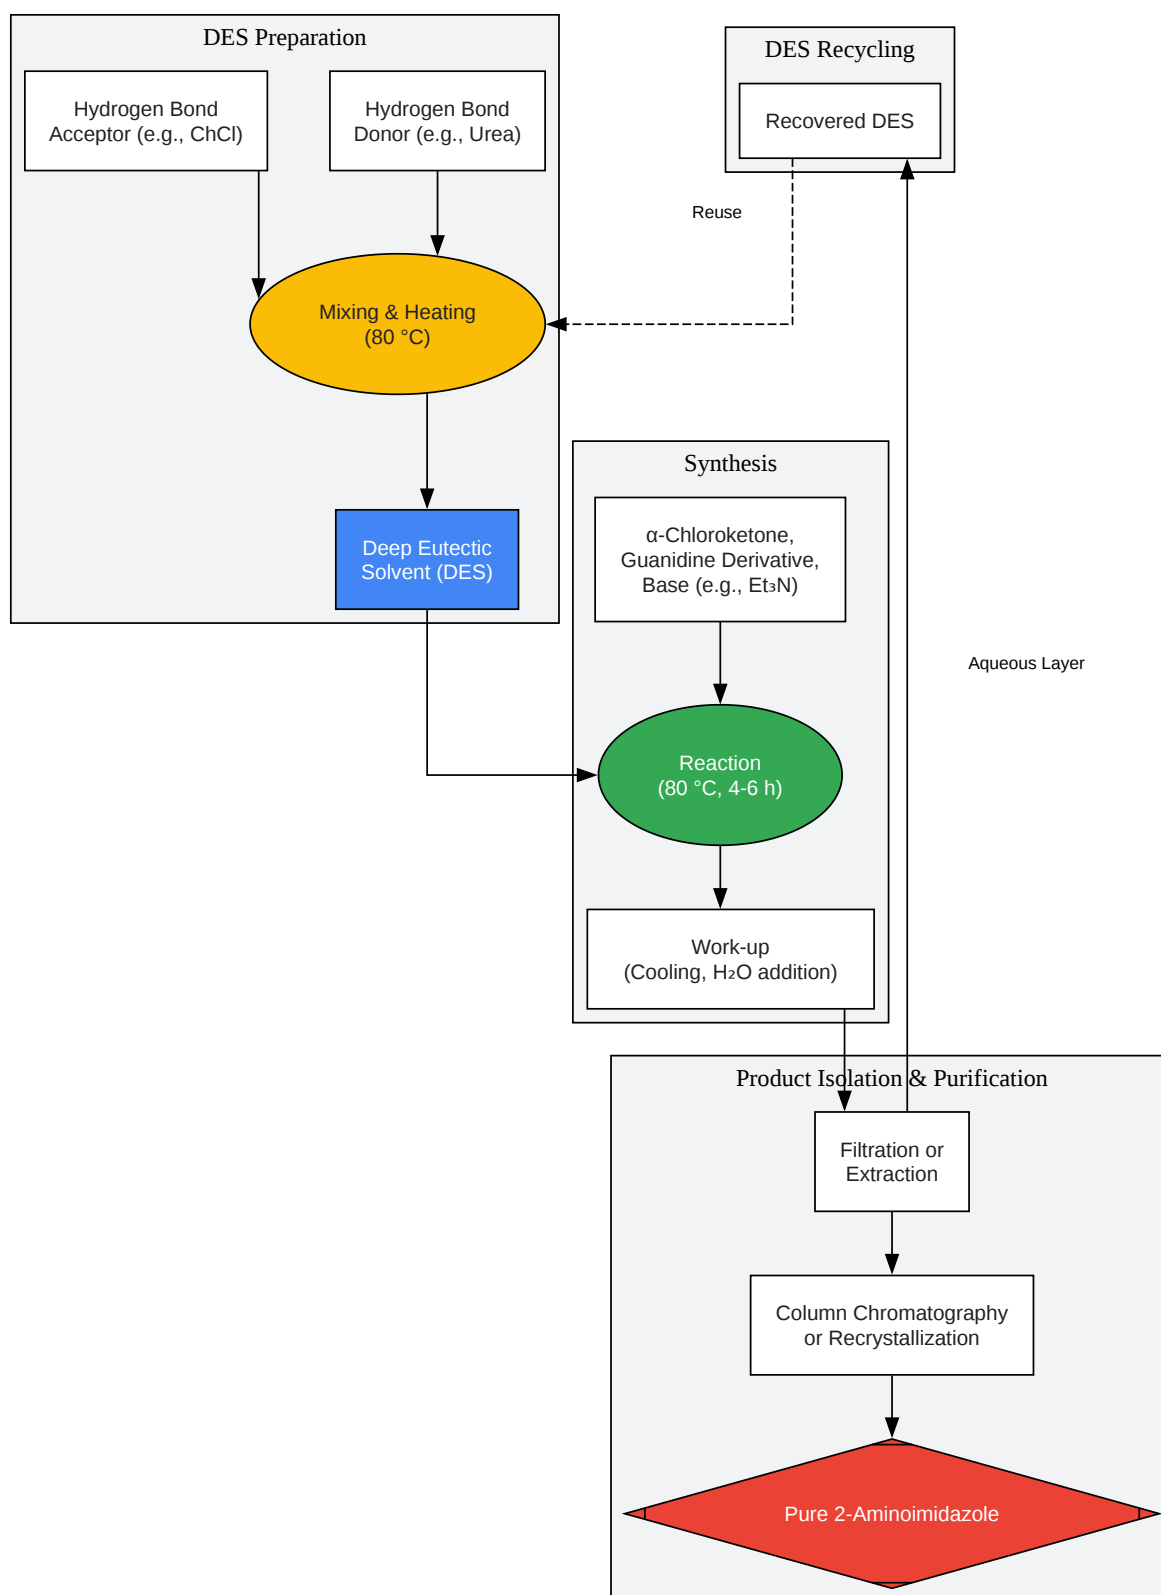 DES Preparation
Hydrogen Bond
Acceptor (e.g., ChCl)
Hydrogen Bond
Donor (e.g., Urea)
Mixing & Heating
(80 °C)
Deep Eutectic
Solvent (DES)
DES Recycling
Recovered DES
Reuse
Synthesis
α-Chloroketone,
Guanidine Derivative,
Base (e.g., Et₃N)
Reaction
(80 °C, 4-6 h)
Work-up
(Cooling, H₂O addition)
Aqueous Layer
Product Isolation & Purification
Filtration or
Extraction
Column Chromatography
or Recrystallization
Pure 2-Aminoimidazole